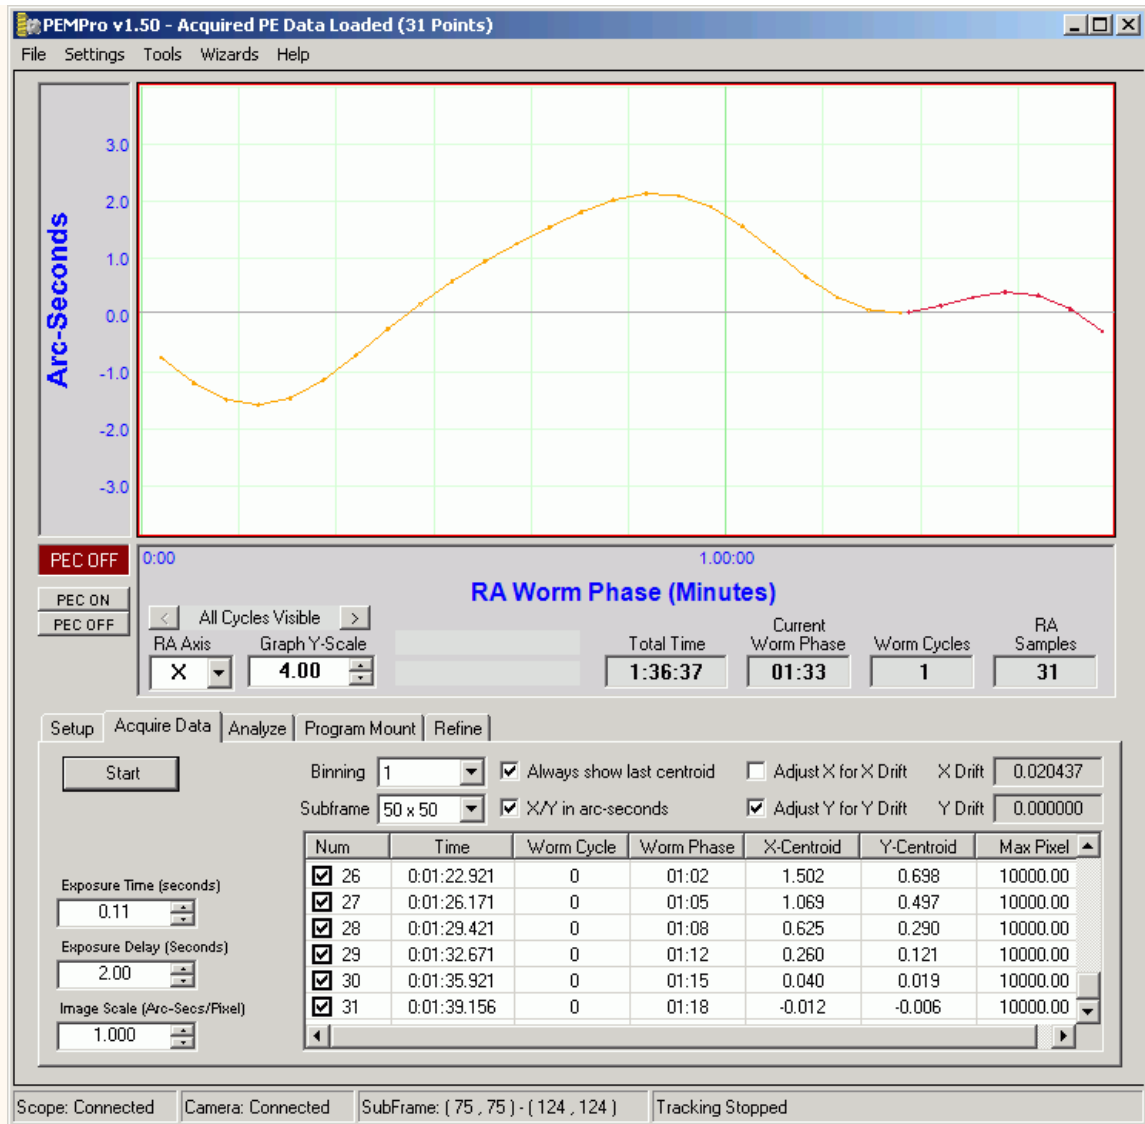 PEMPro v1.50 - Acquired PE Data Loaded (31 Points)
File Settings Tools Wizards Help
Arc-Seconds
3.0
2.0
1.0
0.0
-1.0
-2.0
-3.0
PEC OFF
PEC ON
PEC OFF
0:00 1.00:00
RA Worm Phase (Minutes)
< All Cycles Visible >
RA Axis Graph Y-Scale Total Time Current Worm Phase Worm Cycles RA Samples
X 4.00 1:36:37 01:33 1 31
Setup Acquire Data Analyze Program Mount Refine
Start Binning 1 Always show last centroid Adjust X for X Drift X Drift 0.020437
Subframe 50 x 50 X/Y in arc-seconds Adjust Y for Y Drift Y Drift 0.000000
Num Time Worm Cycle Worm Phase X-Centroid Y-Centroid Max Pixel
26 0:01:22.921 0 01:02 1.502 0.698 10000.00
27 0:01:26.171 0 01:05 1.069 0.497 10000.00
28 0:01:29.421 0 01:08 0.625 0.290 10000.00
29 0:01:32.671 0 01:12 0.260 0.121 10000.00
30 0:01:35.921 0 01:15 0.040 0.019 10000.00
31 0:01:39.156 0 01:18 -0.012 -0.006 10000.00
Exposure Time (seconds)
0.11
Exposure Delay (Seconds)
2.00
Image Scale (Arc-Secs/Pixel)
1.000
Scope: Connected Camera: Connected SubFrame: ( 75 , 75 ) - ( 124 , 124 ) Tracking Stopped